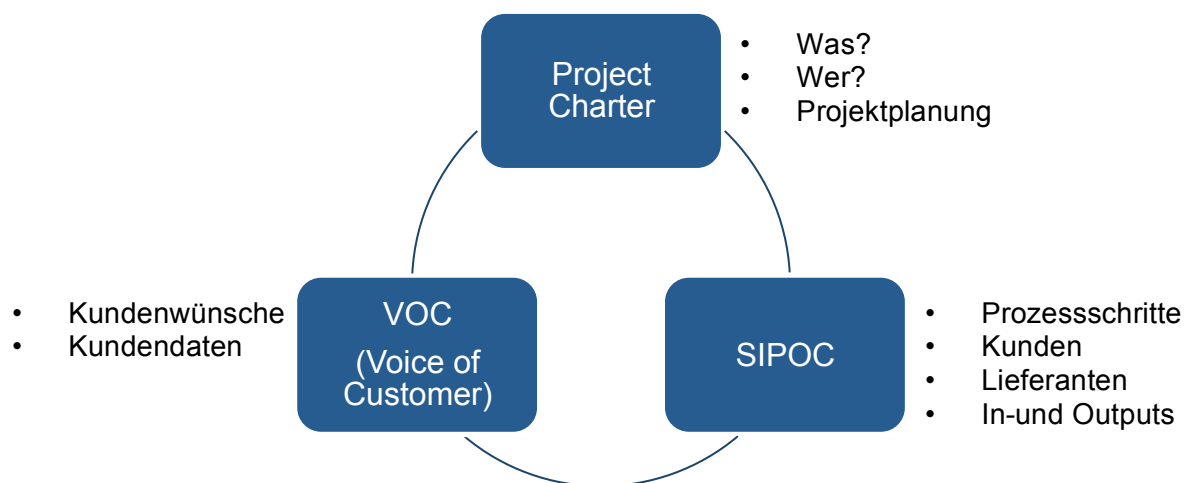 Project
Charter
• Was?
• Wer?
• Projektplanung
• Kundenwünsche
• Kundendaten
VOC
(Voice of
Customer)
SIPOC
• Prozessschritte
• Kunden
• Lieferanten
• In-und Outputs